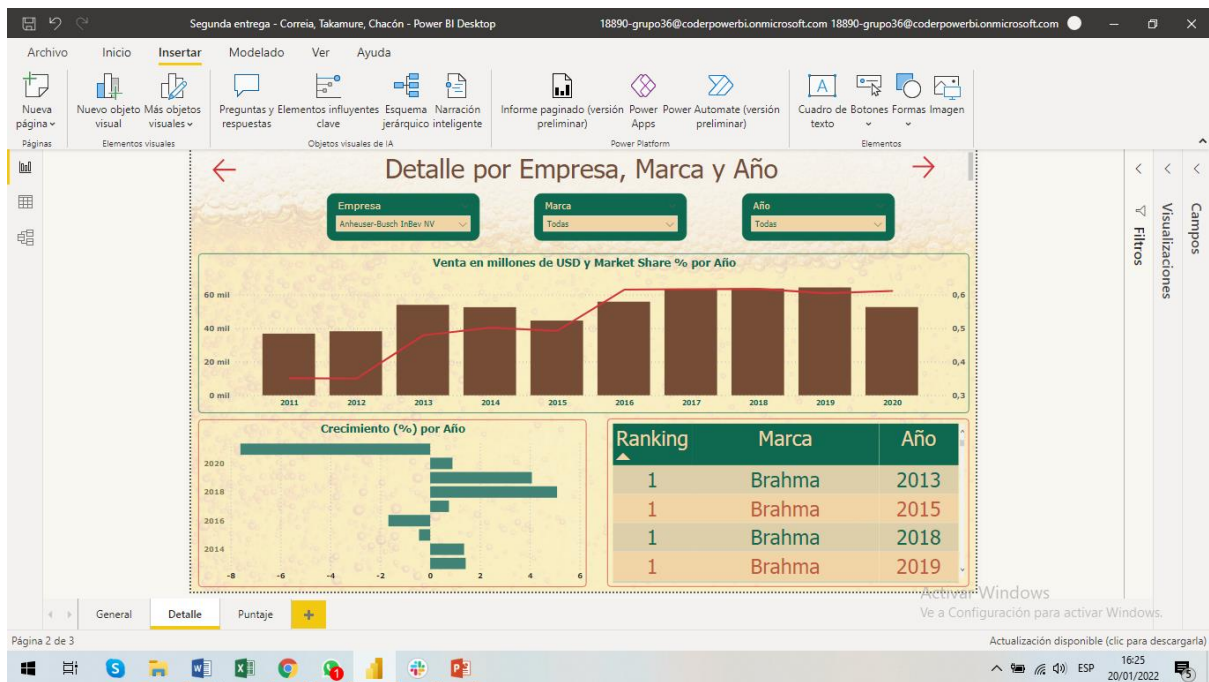 Segunda entrega - Correia, Takamure, Chacón - Power BI Desktop
18890-grupo36@coderpowerbi.onmicrosoft.com 18890-grupo36@coderpowerbi.onmicrosoft.com
Archivo Inicio Insertar Modelado Ver Ayuda
Nueva página
Nuevo objeto visual
Más objetos visuales
Preguntas y respuestas
Elementos influyentes clave
Esquema jerárquico
Narración inteligente
Informe paginado (versión preliminar)
Power Apps
Power Automate (versión preliminar)
Cuadro de texto
Botones
Formas
Imagen
Páginas
Elementos visuales
Objetos visuales de IA
Power Platform
Elementos
Detalle por Empresa, Marca y Año
Empresa
Anheuser-Busch InBev NV
Marca
Todas
Año
Todas
Venta en millones de USD y Market Share % por Año
60 mil
40 mil
20 mil
0 mil
0,6
0,5
0,4
0,3
2011 2012 2013 2014 2015 2016 2017 2018 2019 2020
Crecimiento (%) por Año
2020
2018
2016
2014
-8 -6 -4 -2 0 2 4 6
Ranking Marca Año
1 Brahma 2013
1 Brahma 2015
1 Brahma 2018
1 Brahma 2019
Filtros
Visualizaciones
Campos
Activar Windows
Ve a Configuración para activar Windows.
General Detalle Puntaje
Página 2 de 3
Actualización disponible (clic para descargarla)
ESP
16:25
20/01/2022